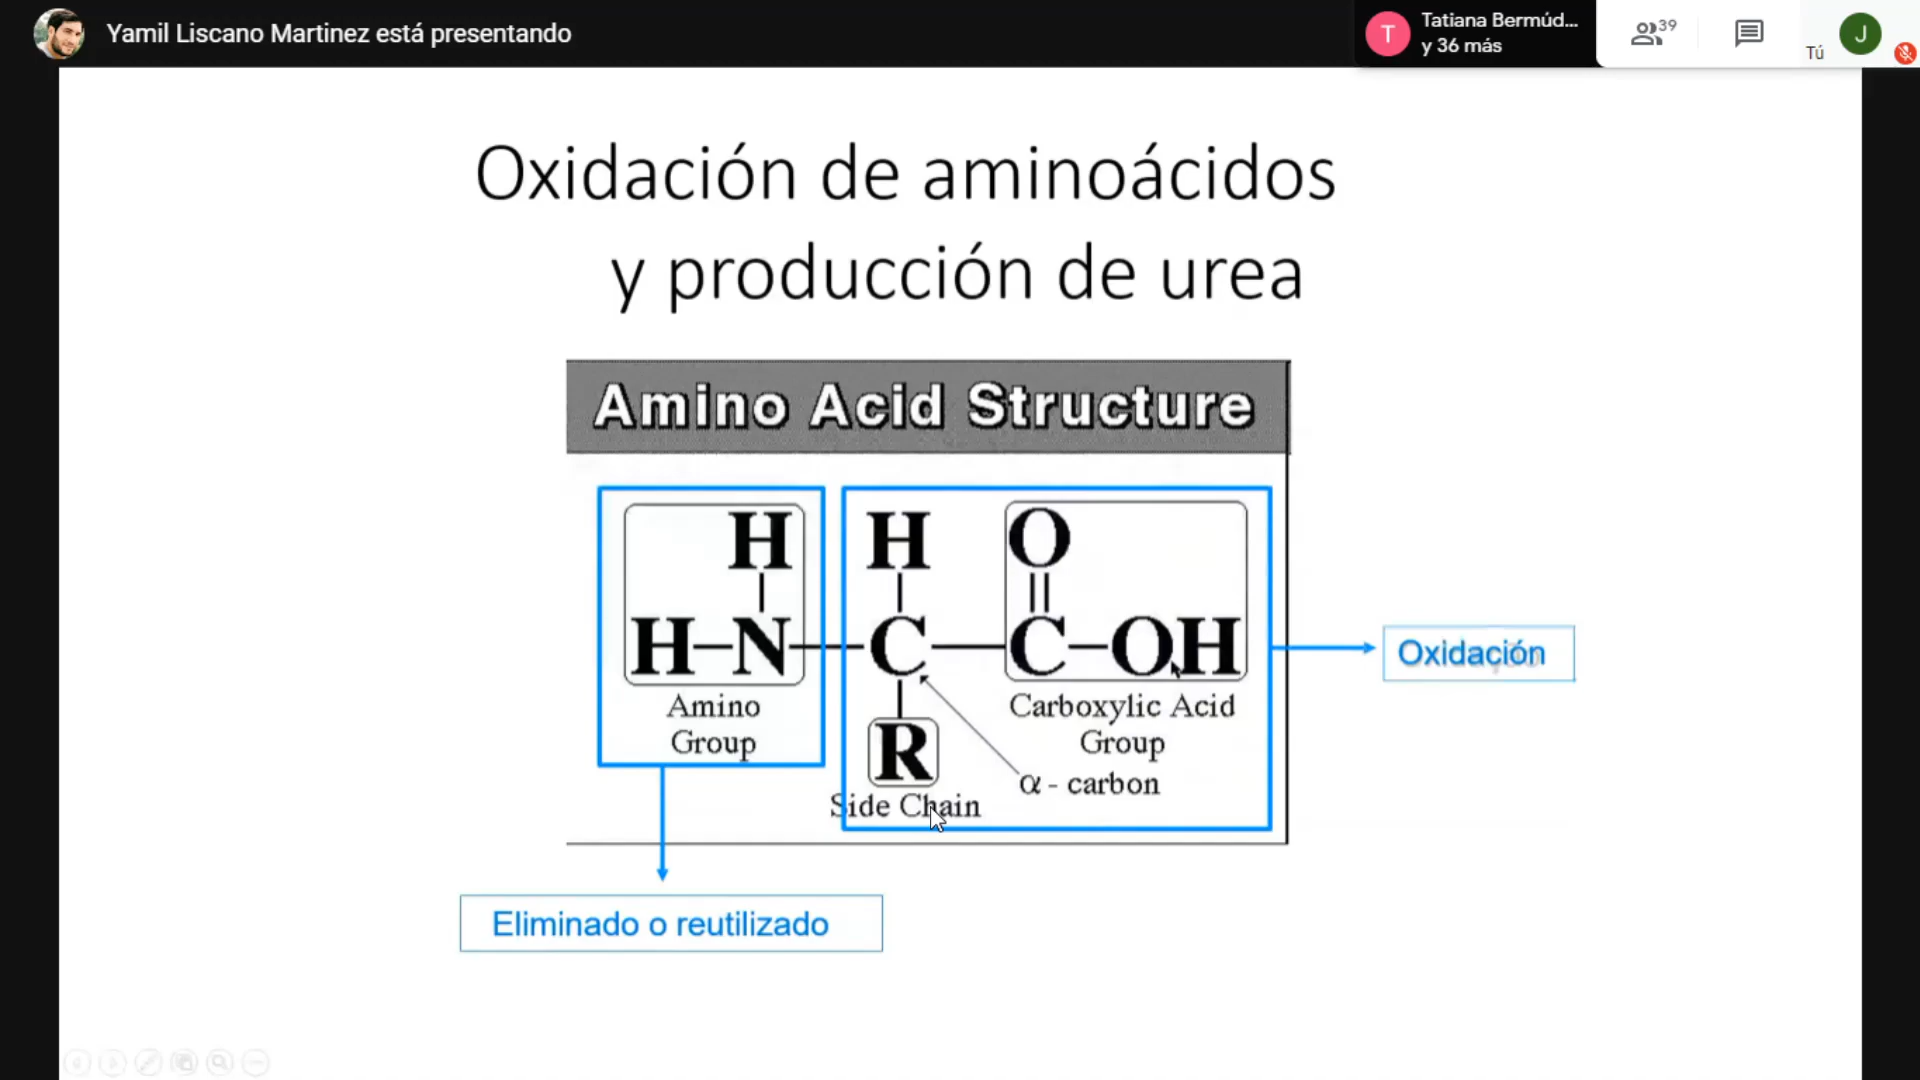 Yamil Liscano Martinez está presentando
T
Tatiana Bermúd...
y 36 más
39
Tú
J
Oxidación de aminoácidos
y producción de urea
Amino Acid Structure
H H O
H–N C C–OH
Amino
Group
R
Side Chain
Carboxylic Acid
Group
α - carbon
Oxidación
Eliminado o reutilizado